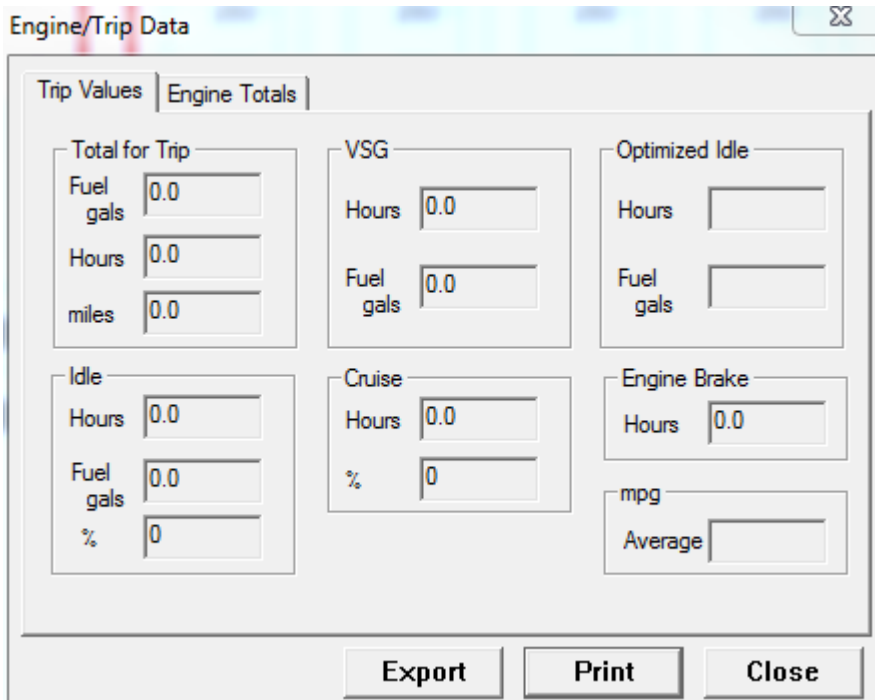 Engine/Trip Data
Trip Values
Engine Totals
Total for Trip
Fuel
gals
0.0
Hours
0.0
miles
0.0
VSG
Hours
0.0
Fuel
gals
0.0
Optimized Idle
Hours
Fuel
gals
Idle
Hours
0.0
Fuel
gals
0.0
%
0
Cruise
Hours
0.0
%
0
Engine Brake
Hours
0.0
mpg
Average
Export
Print
Close